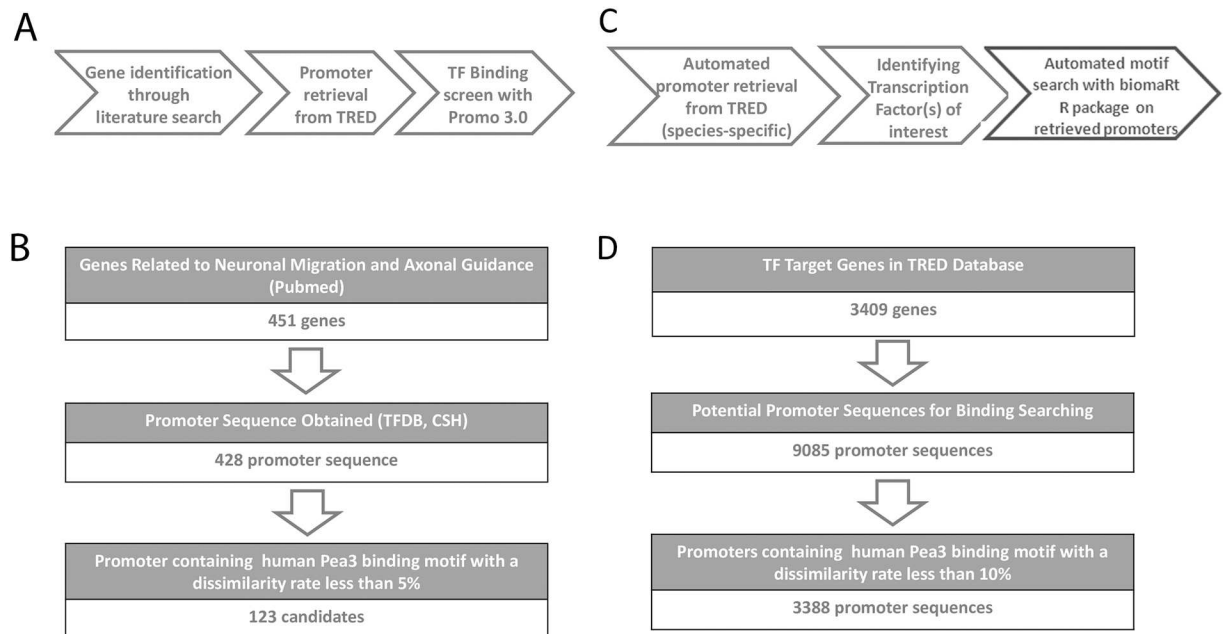 A
Gene identification
through
literature search
Promoter
retrieval
from TRED
TF Binding
screen with
Promo 3.0
B
Genes Related to Neuronal Migration and Axonal Guidance
(Pubmed)
451 genes
Promoter Sequence Obtained (TFDB, CSH)
428 promoter sequence
Promoter containing human Pea3 binding motif with a
dissimilarity rate less than 5%
123 candidates
C
Automated
promoter retrieval
from TRED
(species-specific)
Identifying
Transcription
Factor(s) of
interest
Automated motif
search with biomaRt
R package on
retrieved promoters
D
TF Target Genes in TRED Database
3409 genes
Potential Promoter Sequences for Binding Searching
9085 promoter sequences
Promoters containing human Pea3 binding motif with a
dissimilarity rate less than 10%
3388 promoter sequences